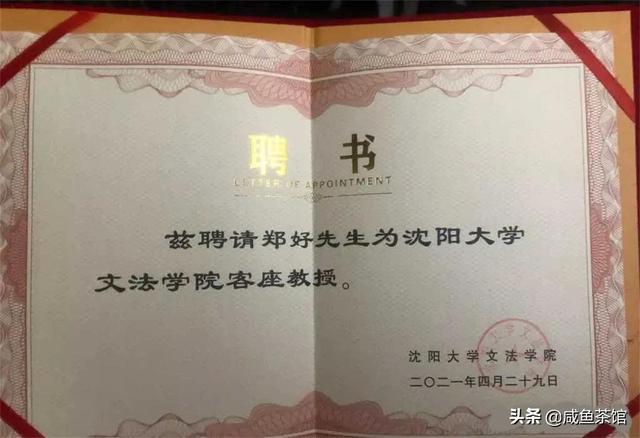 聘书
LETTER OF APPOINTMENT
兹聘请郑好先生为沈阳大学
文法学院客座教授。
沈阳大学文法学院
二〇二一年四月二十九日
头条 @咸鱼茶馆